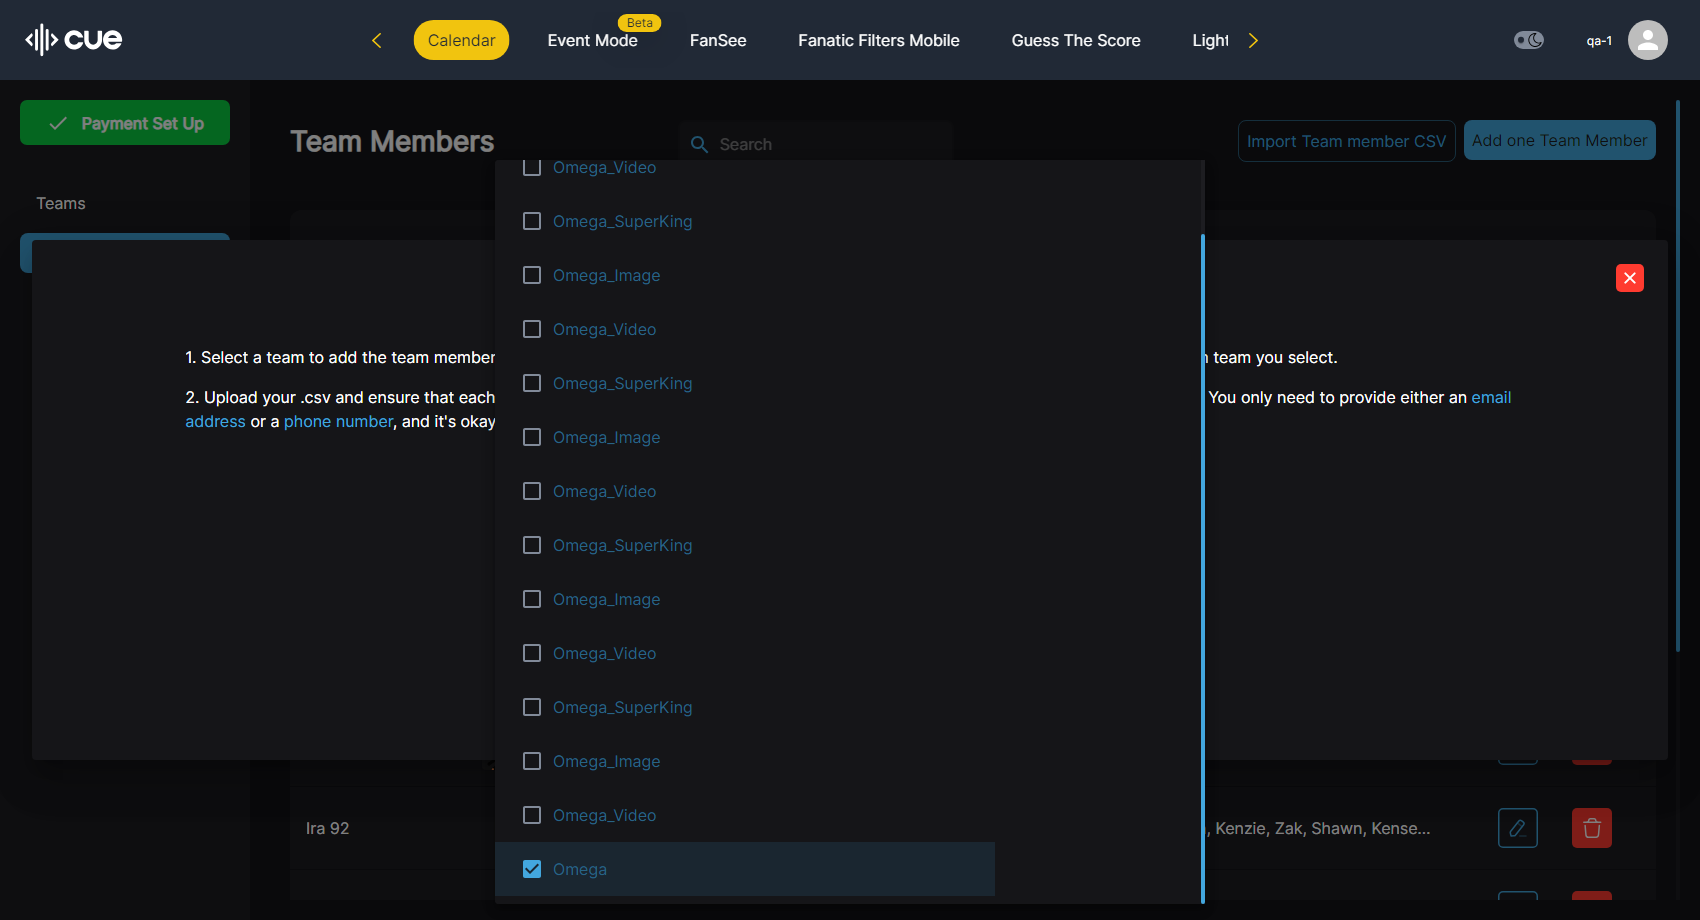 cue
Calendar
Event Mode
Beta
FanSee
Fanatic Filters Mobile
Guess The Score
Light
qa-1
Payment Set Up
Teams
Team Members
Search
Import Team member CSV
Add one Team Member
Omega_Video
Omega_SuperKing
Omega_Image
Omega_Video
Omega_SuperKing
Omega_Image
Omega_Video
Omega_SuperKing
Omega_Image
Omega_Video
Omega_SuperKing
Omega_Image
Omega_Video
Omega
1. Select a team to add the team member
team you select.
2. Upload your .csv and ensure that each
You only need to provide either an email
address or a phone number, and it's okay
Ira 92
, Kenzie, Zak, Shawn, Kense...